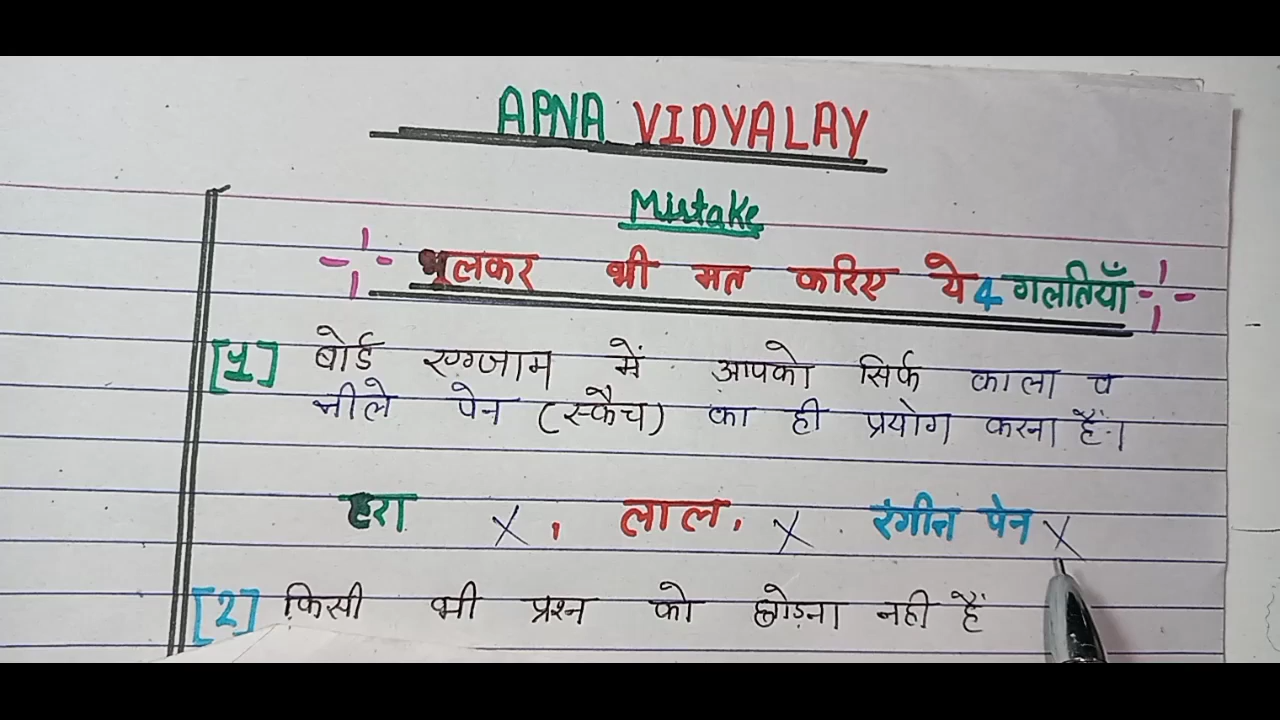 APNA VIDYALAY
Mistake
भूलकर भी मत करिए ये 4 गलतियाँ
[1] बोर्ड एग्जाम में आपको सिर्फ काला व
नीले पेन (स्कैच) का ही प्रयोग करना हैं।
हरा X, लाल, X रंगीन पेन X
[2] किसी भी प्रश्न को छोड़ना नही हैं